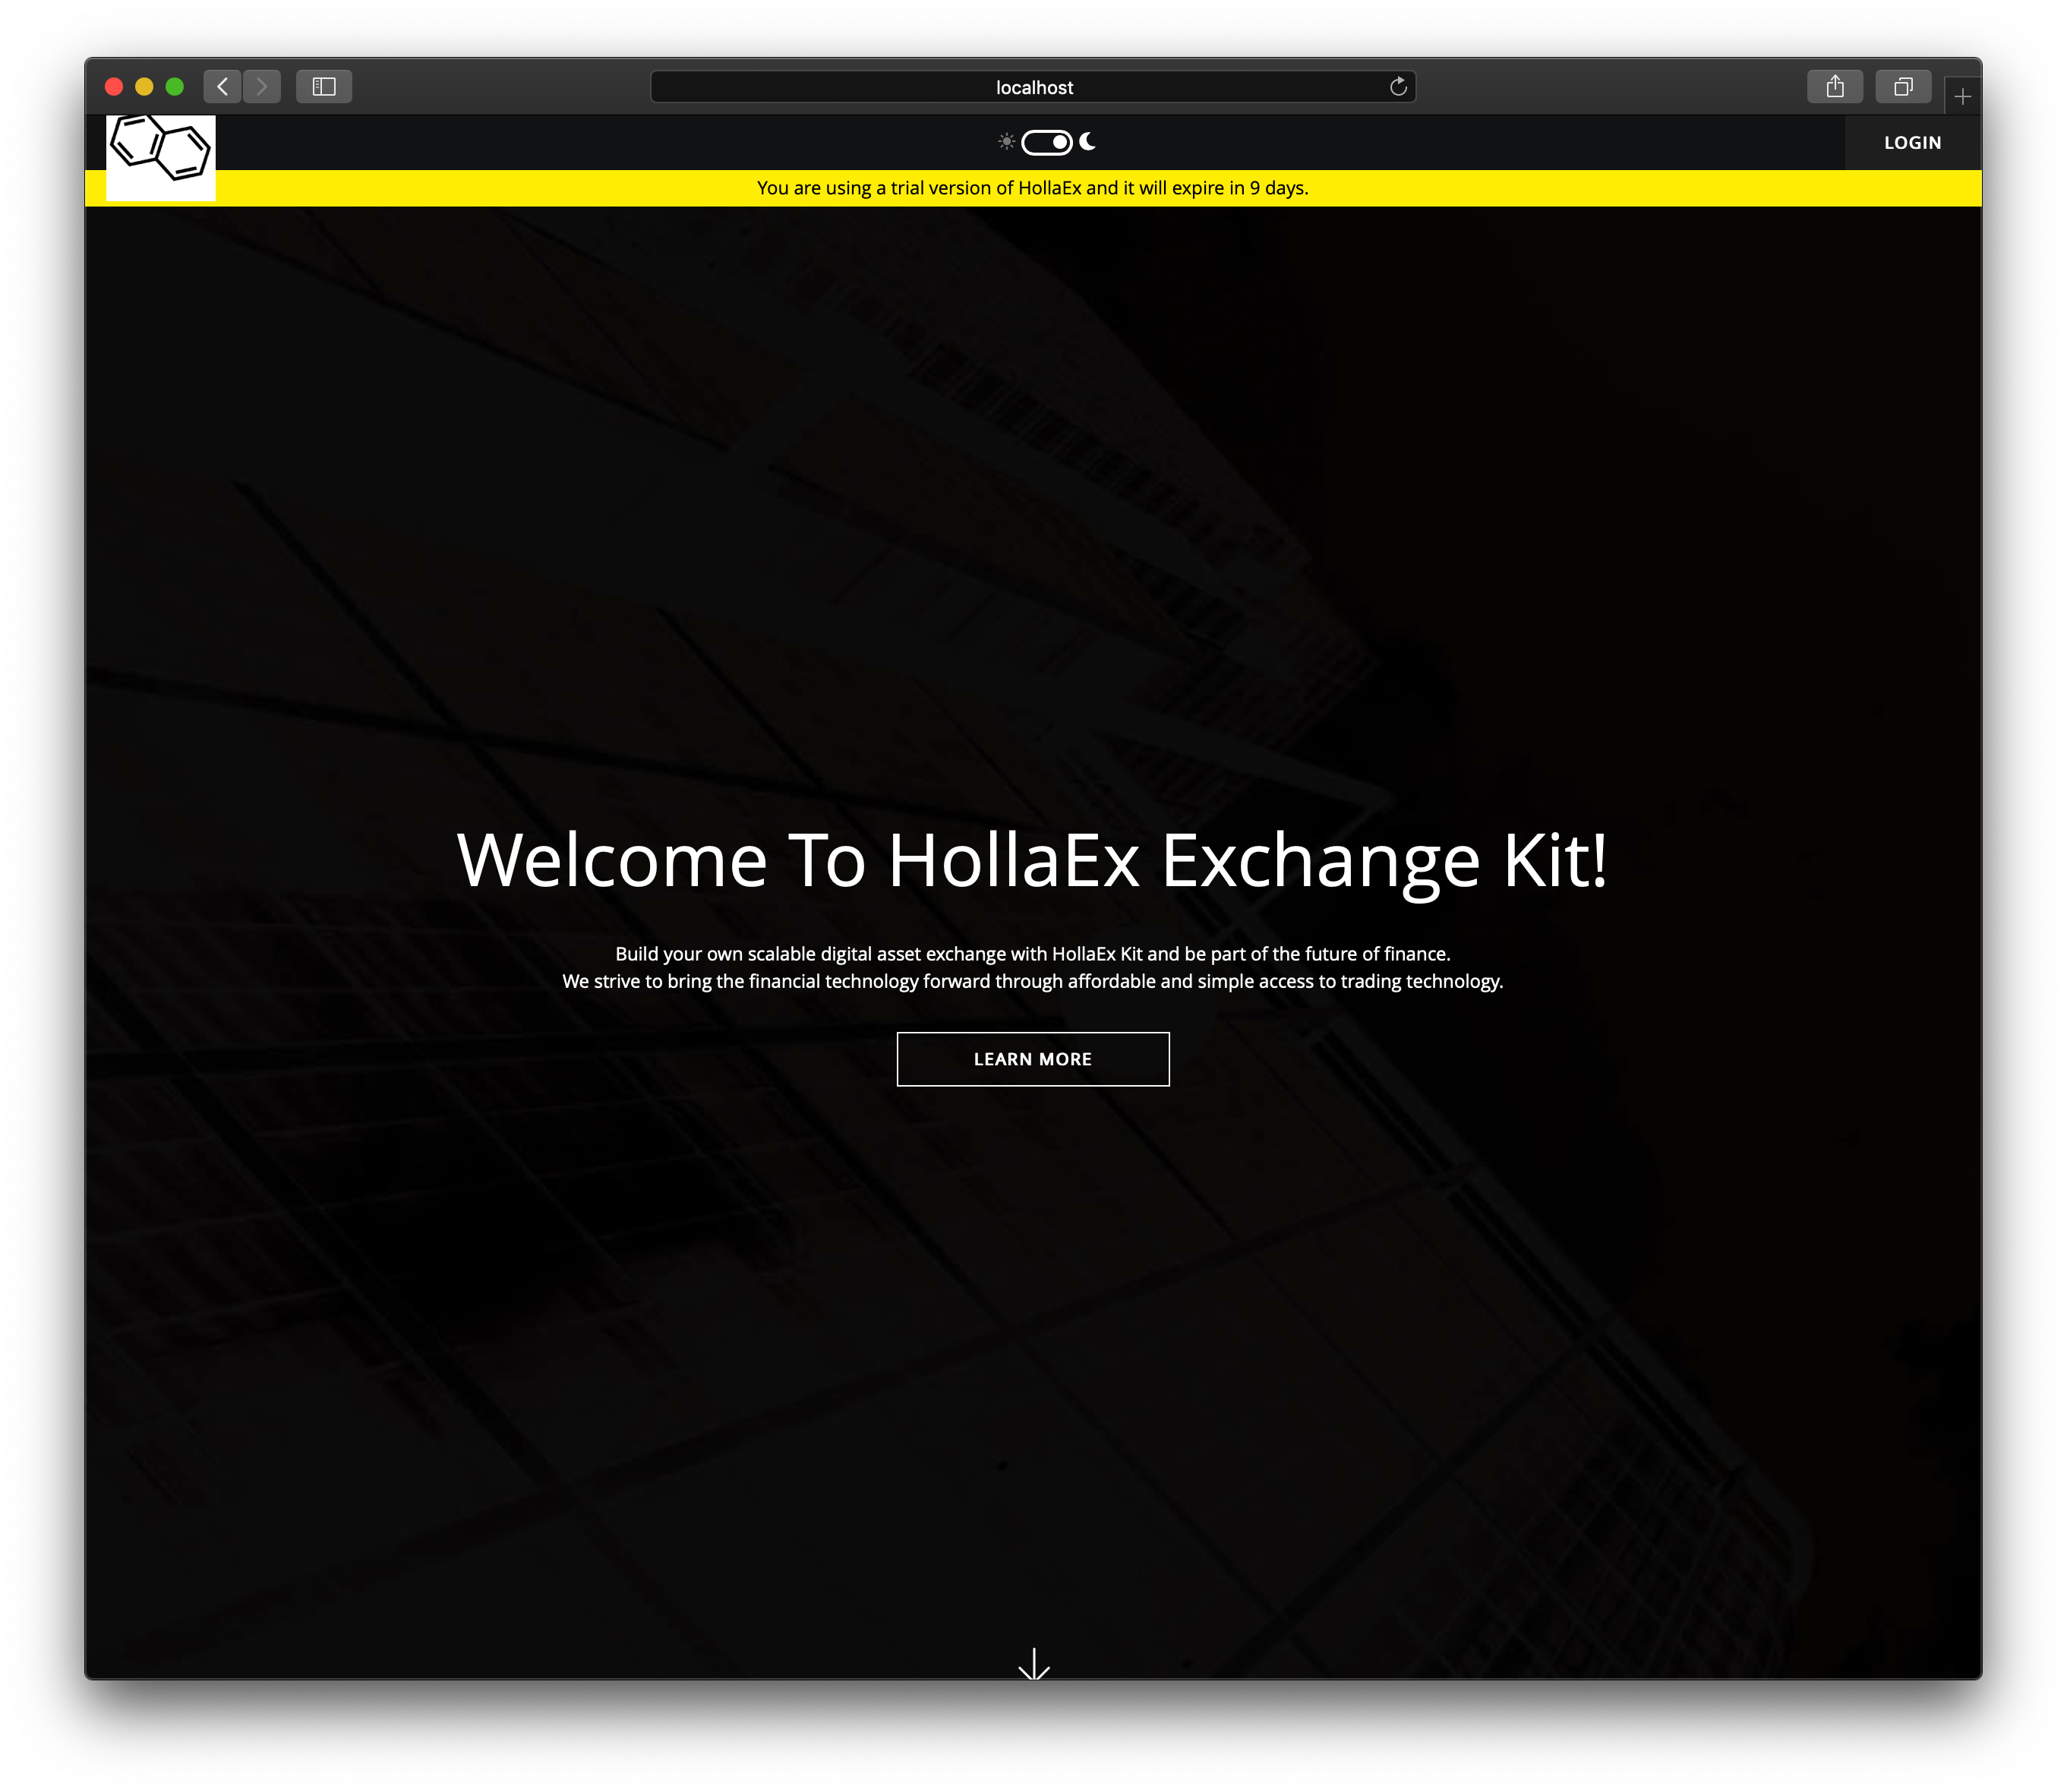 localhost
LOGIN
You are using a trial version of HollaEx and it will expire in 9 days.
Welcome To HollaEx Exchange Kit!
Build your own scalable digital asset exchange with HollaEx Kit and be part of the future of finance.
We strive to bring the financial technology forward through affordable and simple access to trading technology.
LEARN MORE